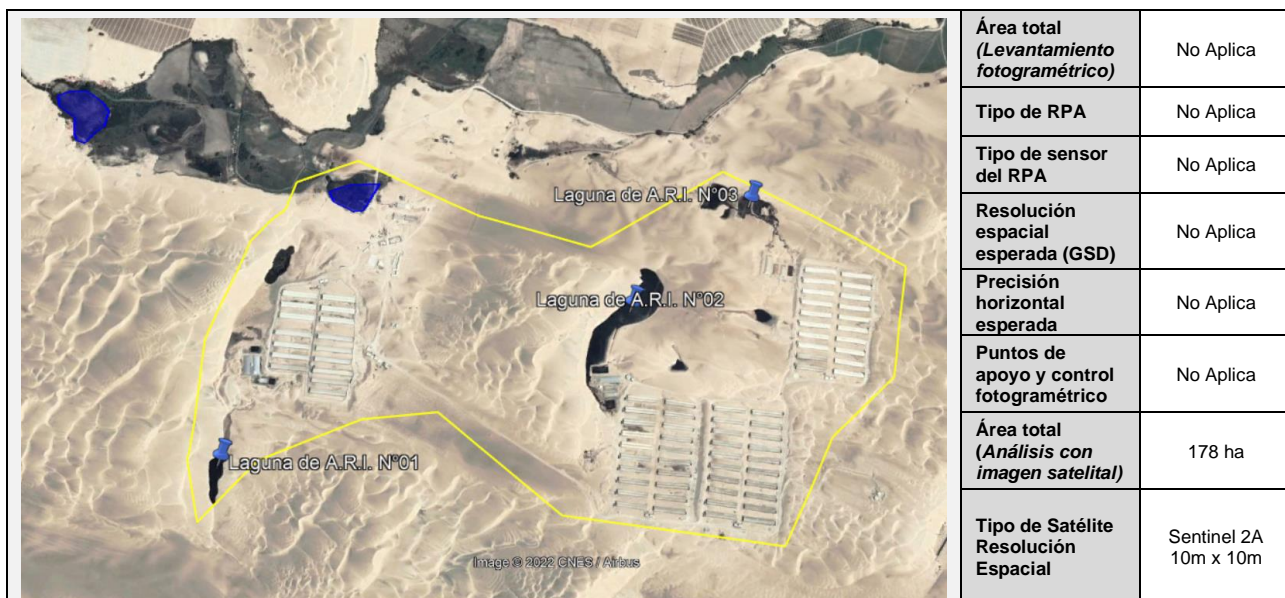 Laguna de A.R.I. N°03
Laguna de A.R.I. N°02
Laguna de A.R.I. N°01
Image © 2022 CNES / Airbus
Área total
(Levantamiento
fotogramétrico)
No Aplica
Tipo de RPA
No Aplica
Tipo de sensor
del RPA
No Aplica
Resolución
espacial
esperada (GSD)
No Aplica
Precisión
horizontal
esperada
No Aplica
Puntos de
apoyo y control
fotogramétrico
No Aplica
Área total
(Análisis con
imagen satelital)
178 ha
Tipo de Satélite
Resolución
Espacial
Sentinel 2A
10m x 10m